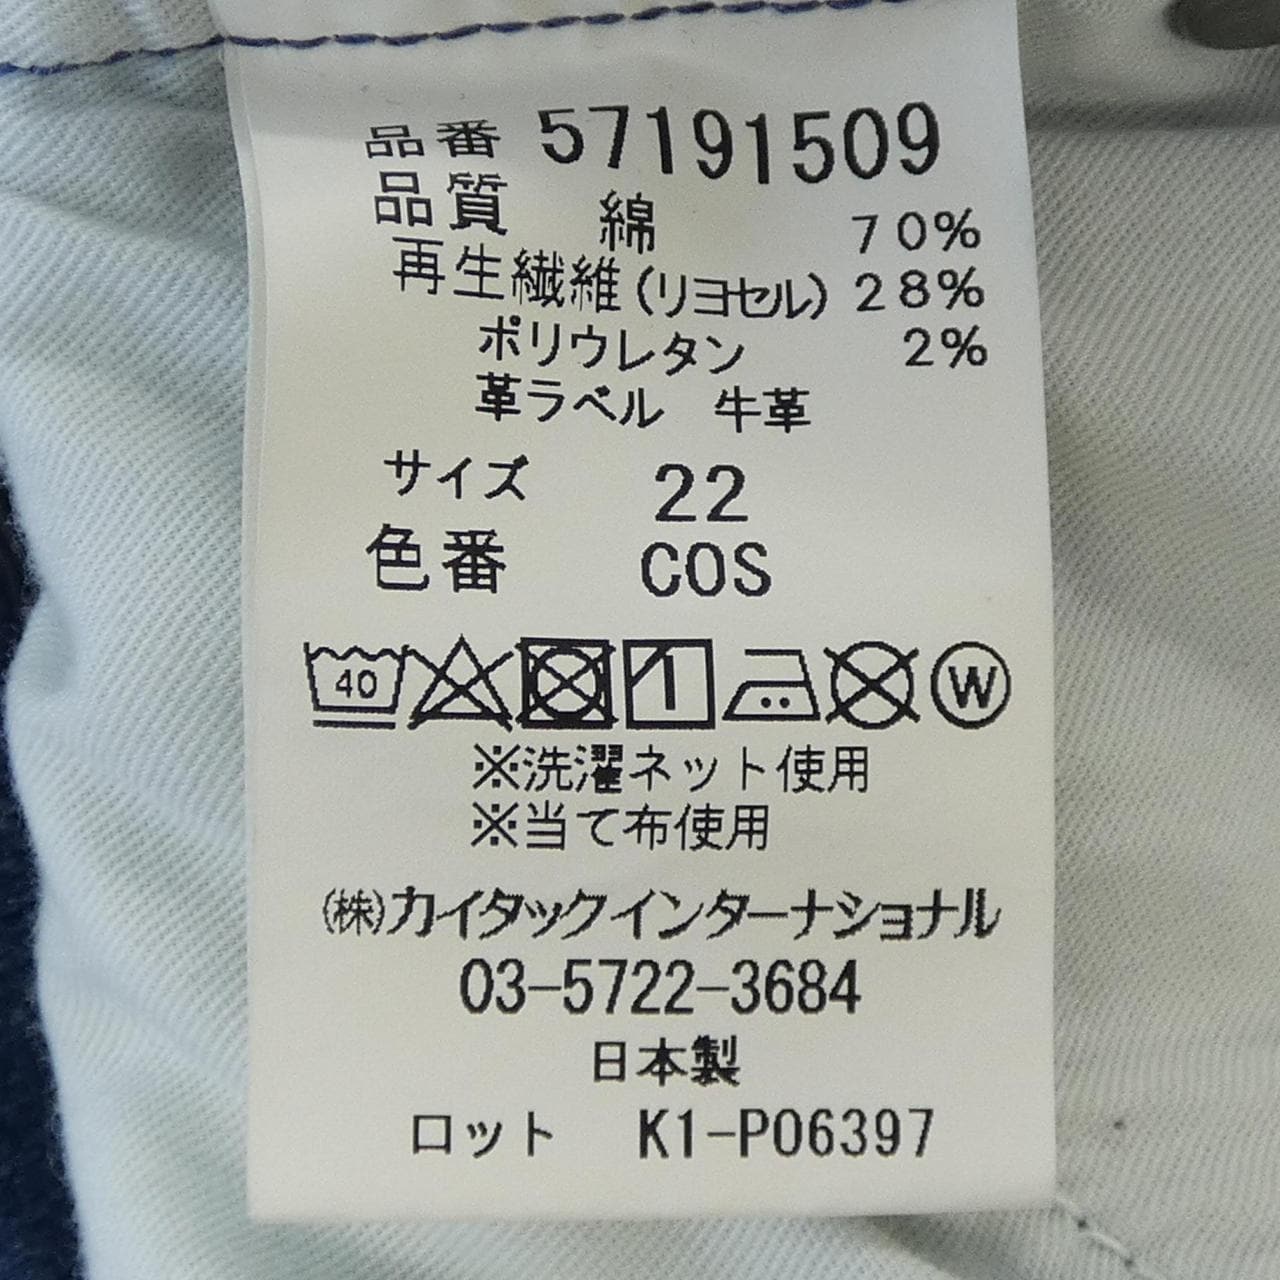 品番 57191509
品質 綿 70%
再生繊維(リヨセル) 28%
ポリウレタン 2%
革ラベル 牛革
サイズ 22
色番 COS
40 1 W
※洗濯ネット使用
※当て布使用
(株)カイタックインターナショナル
03-5722-3684
日本製
ロット K1-P06397